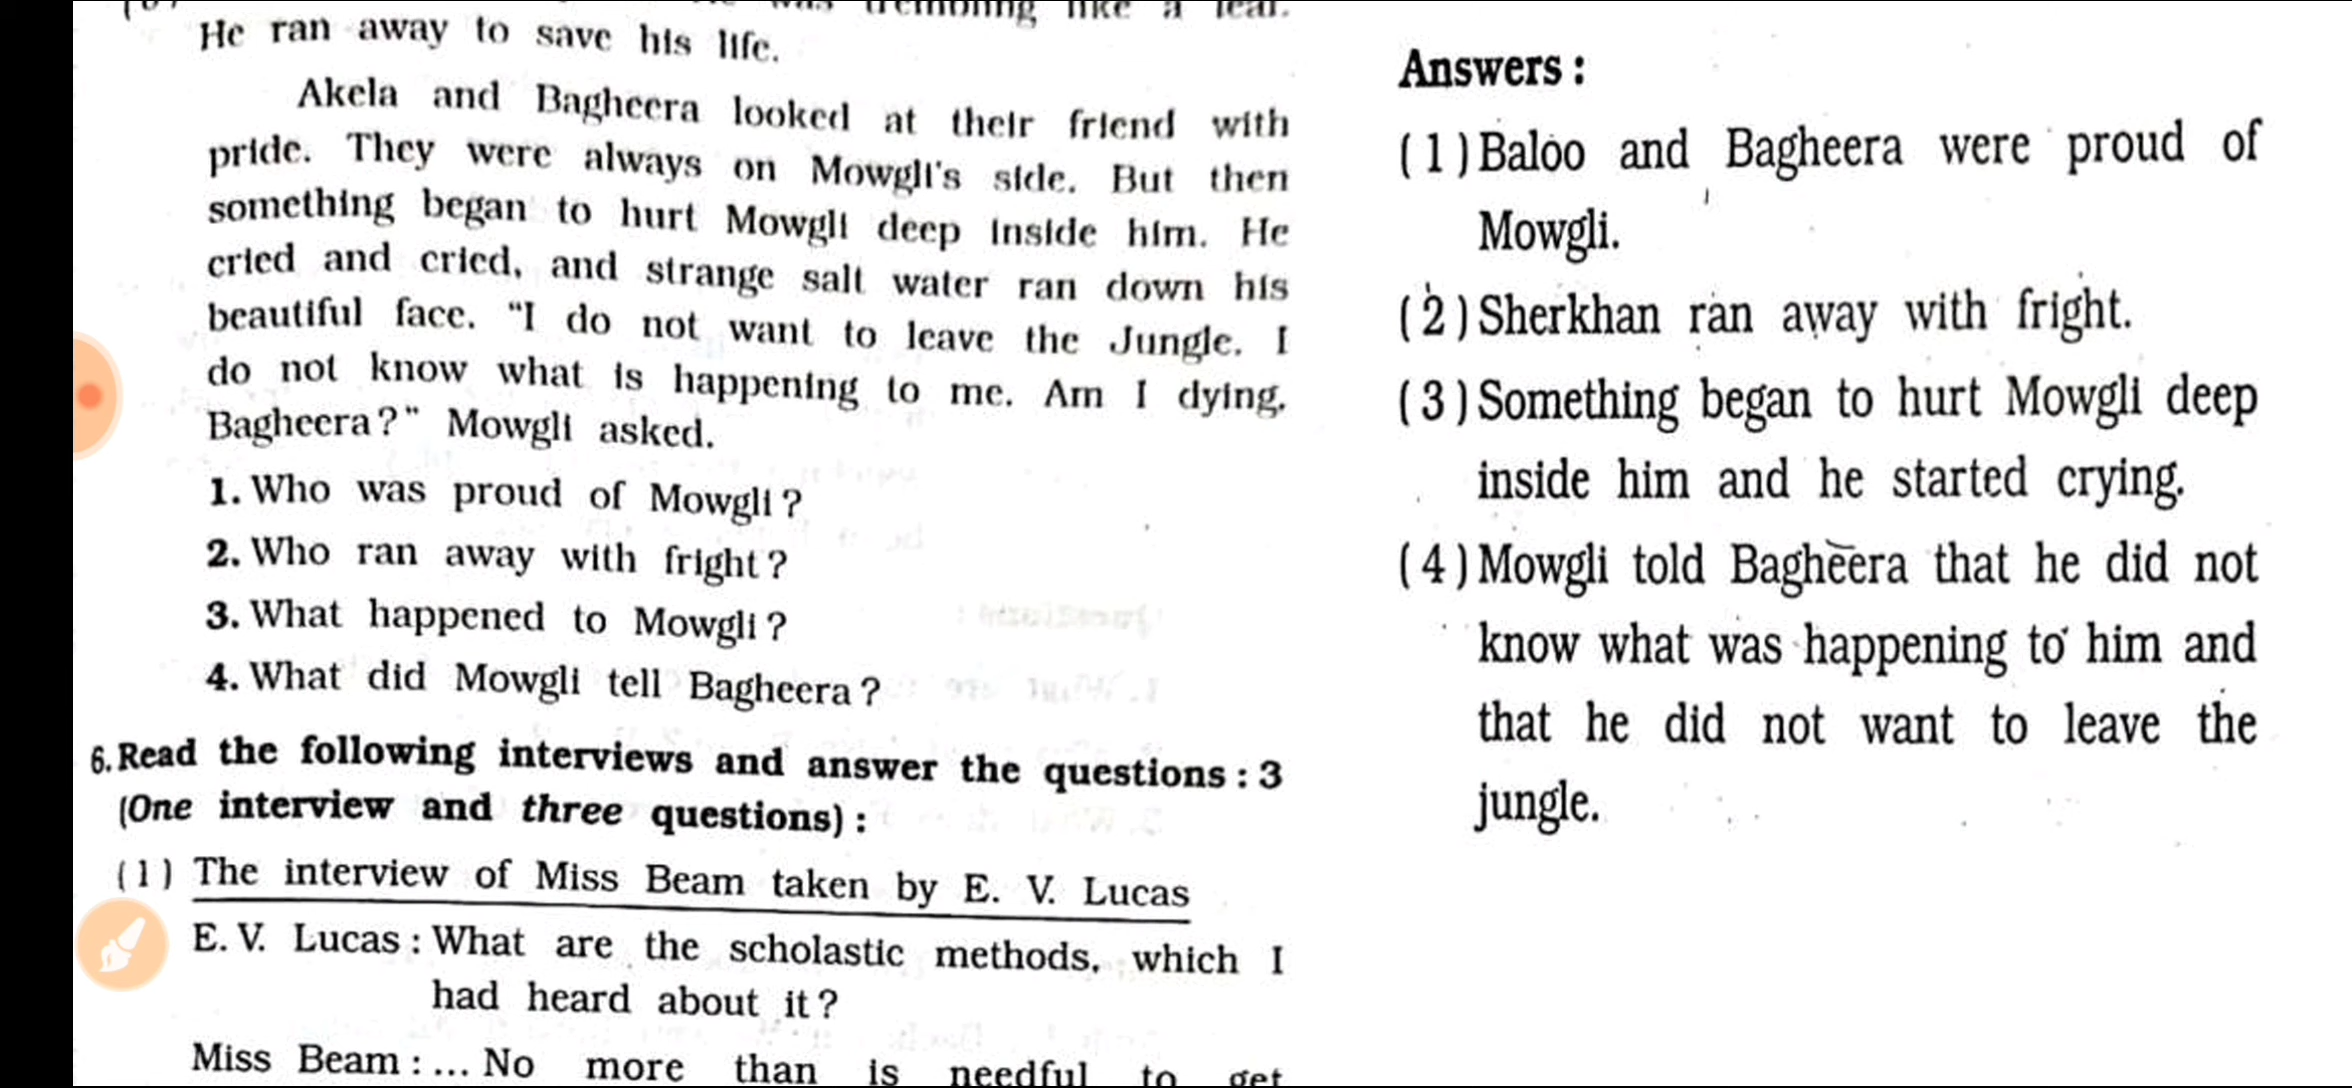 trembling like a leaf.
He ran away to save his life.
Akela and Bagheera looked at their friend with
pride. They were always on Mowgli's side. But then
something began to hurt Mowgli deep inside him. He
cried and cried, and strange salt water ran down his
beautiful face. "I do not want to leave the Jungle. I
do not know what is happening to me. Am I dying,
Bagheera?" Mowgli asked.
1. Who was proud of Mowgli?
2. Who ran away with fright?
3. What happened to Mowgli?
4. What did Mowgli tell Bagheera?
6. Read the following interviews and answer the questions : 3
(One interview and three questions) :
(1) The interview of Miss Beam taken by E. V. Lucas
E. V. Lucas : What are the scholastic methods, which I
had heard about it?
Miss Beam : ... No more than is needful to get
Answers :
(1) Baloo and Bagheera were proud of
Mowgli.
(2) Sherkhan ran away with fright.
(3) Something began to hurt Mowgli deep
inside him and he started crying.
(4) Mowgli told Bagheera that he did not
know what was happening to him and
that he did not want to leave the
jungle.